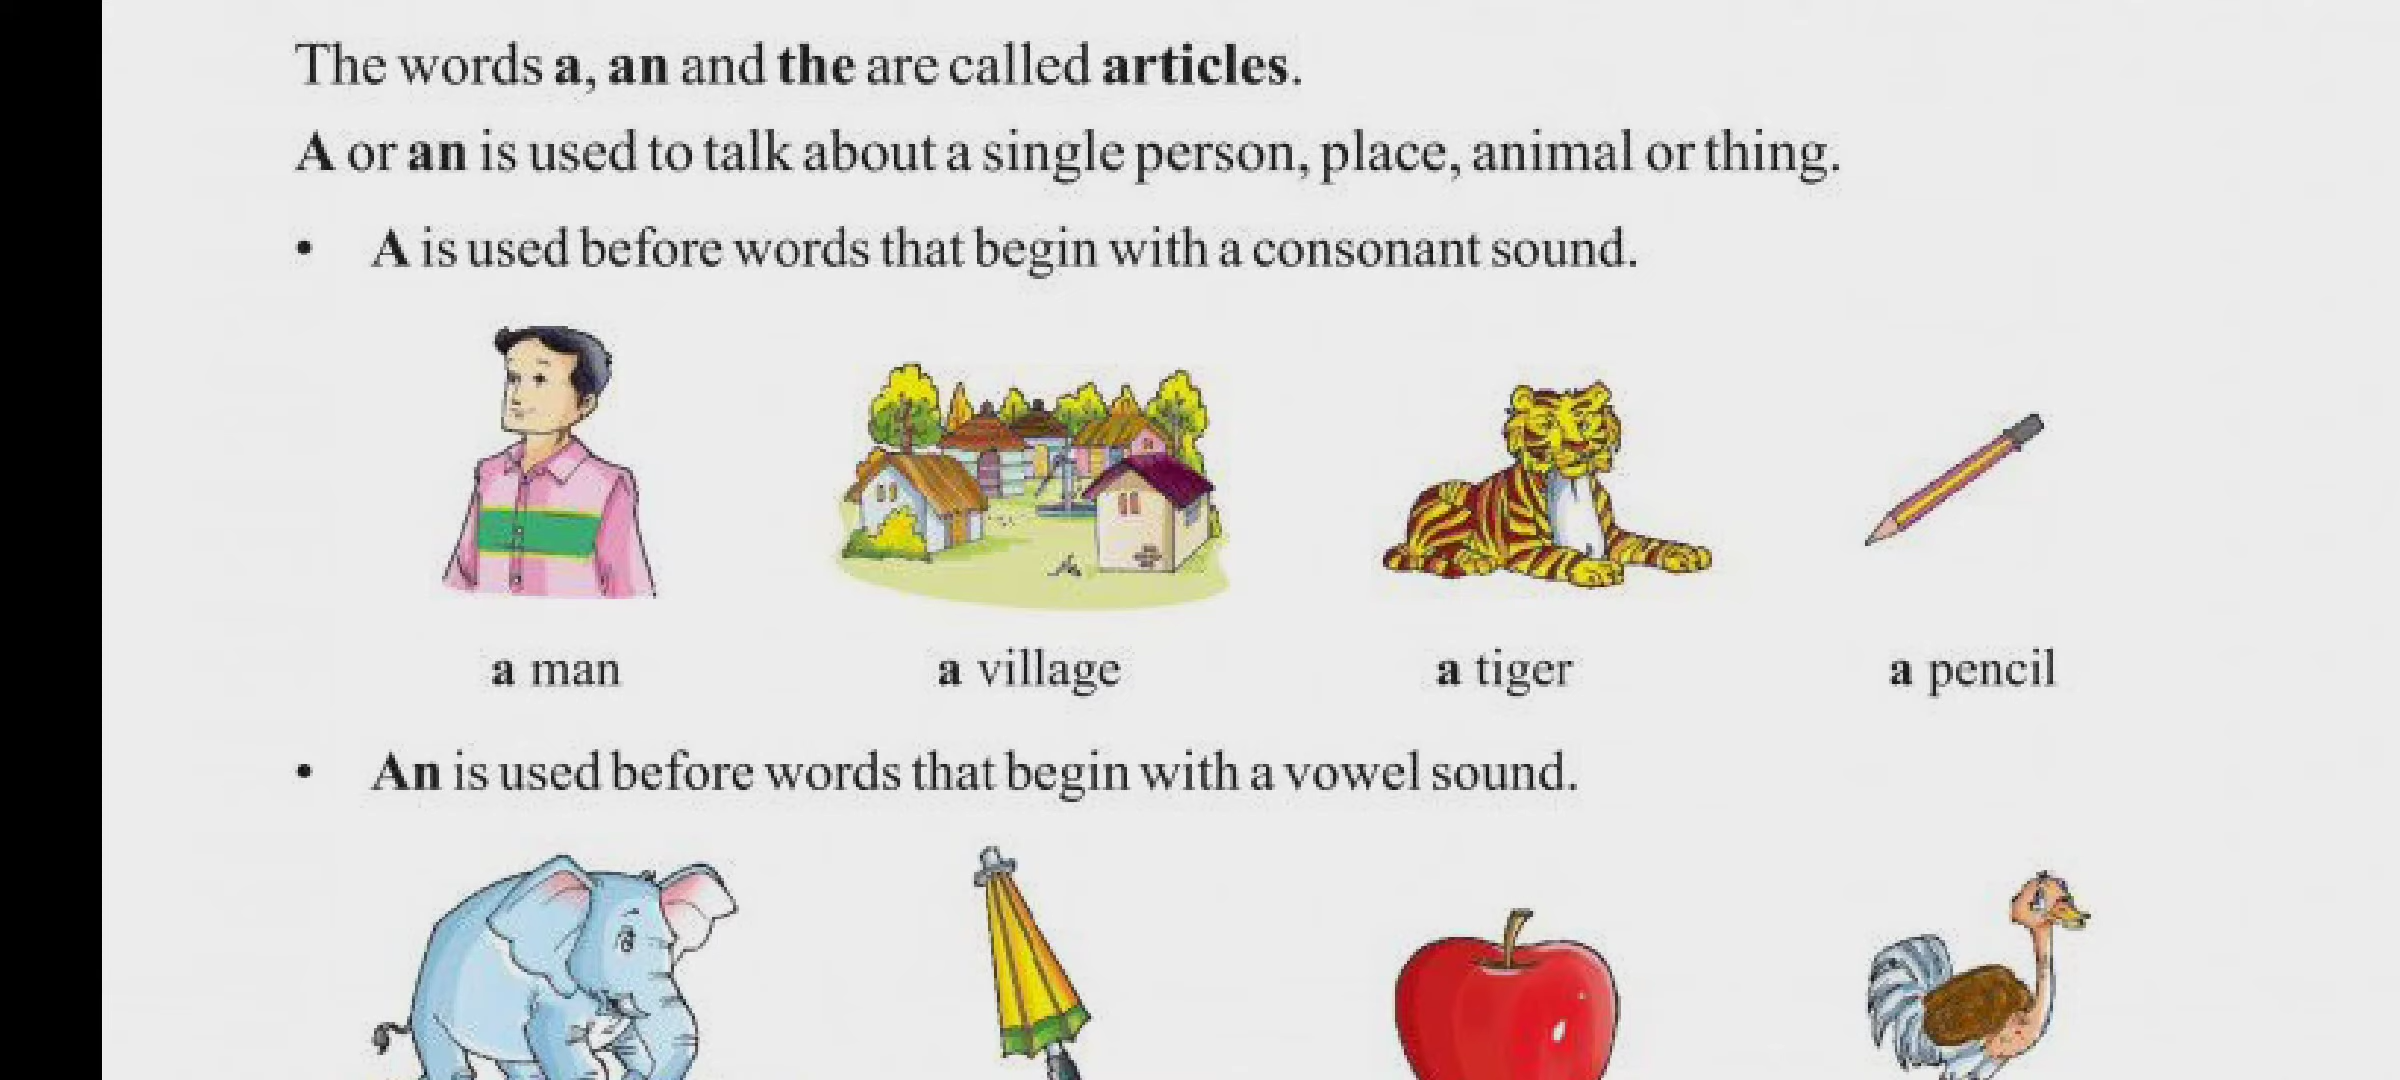 The words a, an and the are called articles.
A or an is used to talk about a single person, place, animal or thing.
• A is used before words that begin with a consonant sound.
a man a village a tiger a pencil
• An is used before words that begin with a vowel sound.